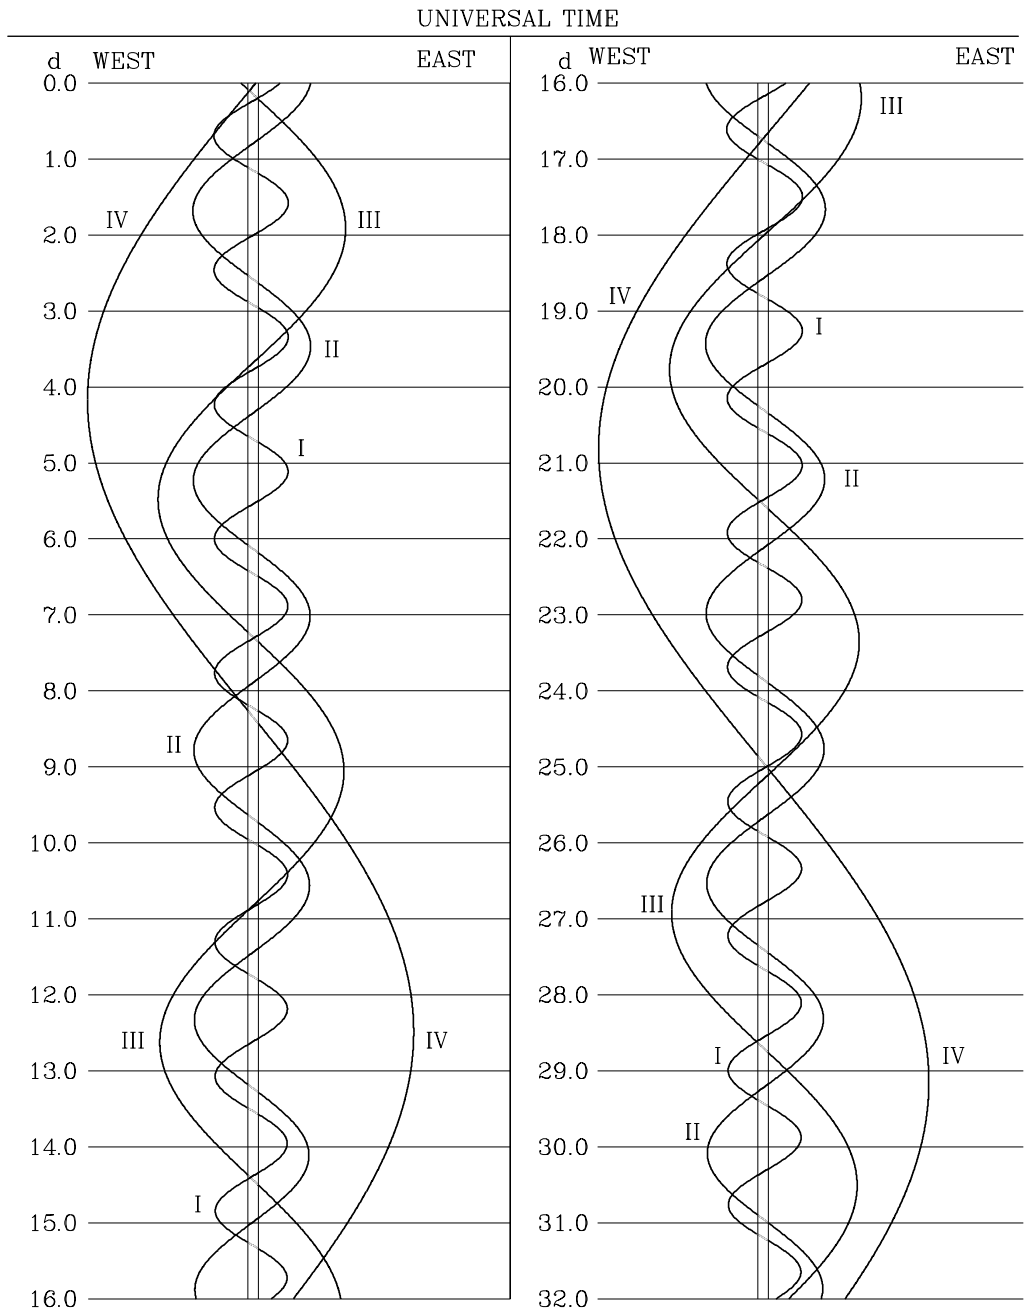 UNIVERSAL TIME
d WEST EAST
0.0
1.0
IV III
2.0
3.0
II
4.0
I
5.0
6.0
7.0
8.0
II
9.0
10.0
11.0
12.0
III IV
13.0
14.0
I
15.0
16.0
d WEST EAST
16.0
III
17.0
18.0
IV
19.0
I
20.0
21.0
II
22.0
23.0
24.0
25.0
26.0
III
27.0
28.0
I IV
29.0
II
30.0
31.0
32.0